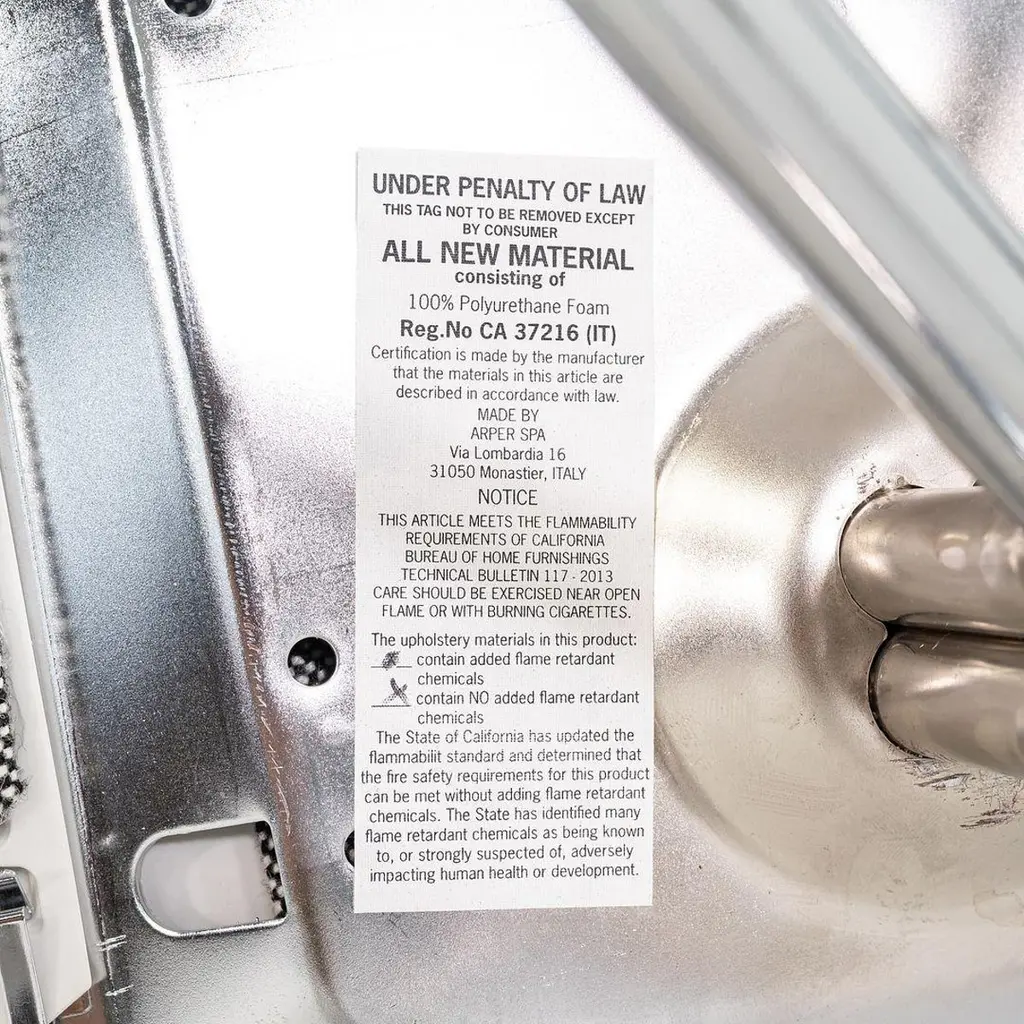 UNDER PENALTY OF LAW
THIS TAG NOT TO BE REMOVED EXCEPT
BY CONSUMER
ALL NEW MATERIAL
consisting of
100% Polyurethane Foam
Reg.No CA 37216 (IT)
Certification is made by the manufacturer
that the materials in this article are
described in accordance with law.
MADE BY
ARPER SPA
Via Lombardia 16
31050 Monastier, ITALY
NOTICE
THIS ARTICLE MEETS THE FLAMMABILITY
REQUIREMENTS OF CALIFORNIA
BUREAU OF HOME FURNISHINGS
TECHNICAL BULLETIN 117 - 2013
CARE SHOULD BE EXERCISED NEAR OPEN
FLAME OR WITH BURNING CIGARETTES.
The upholstery materials in this product:
contain added flame retardant
chemicals
contain NO added flame retardant
chemicals
The State of California has updated the
flammabilit standard and determined that
the fire safety requirements for this product
can be met without adding flame retardant
chemicals. The State has identified many
flame retardant chemicals as being known
to, or strongly suspected of, adversely
impacting human health or development.